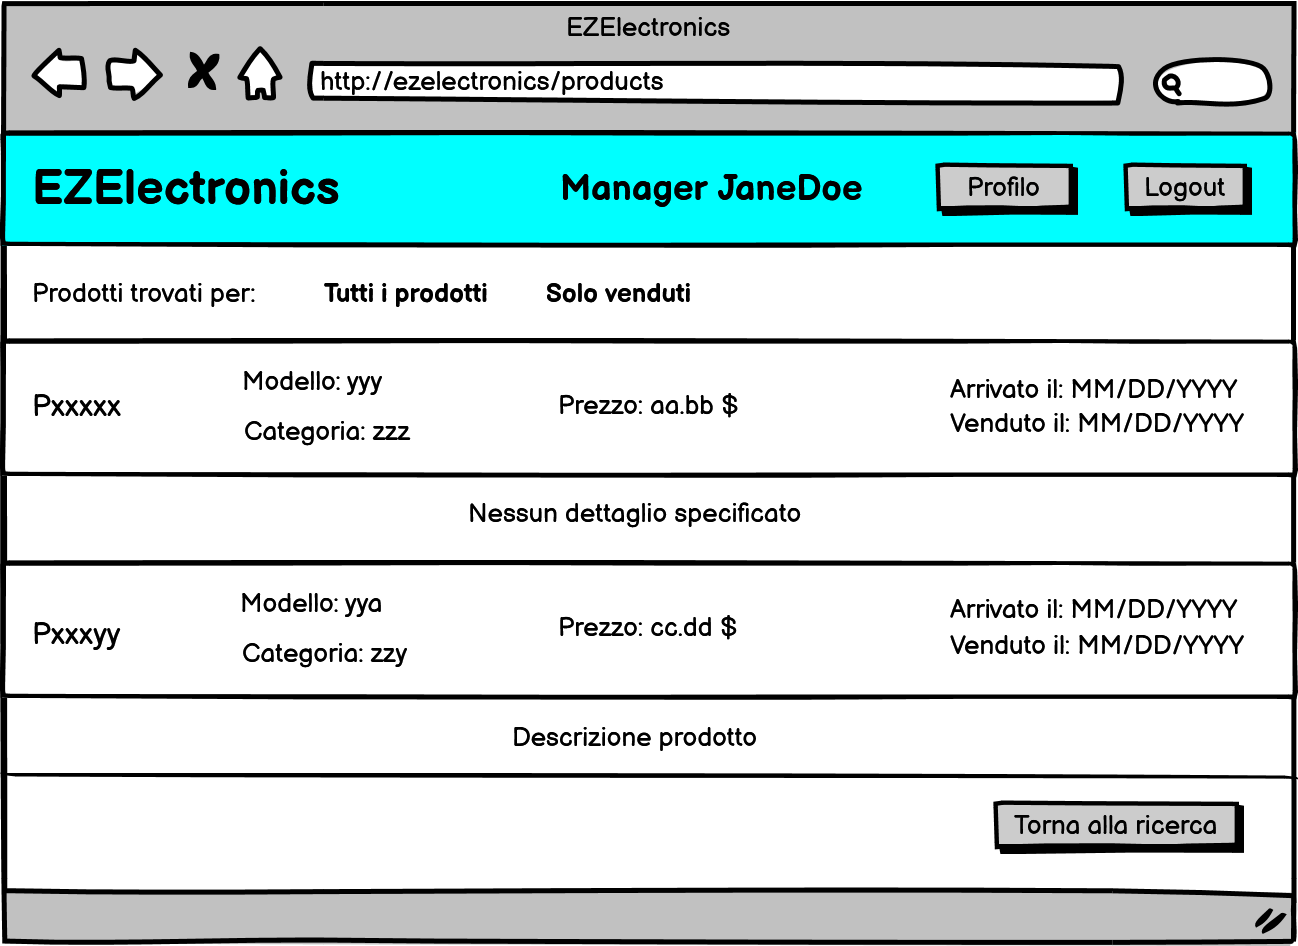 EZElectronics
http://ezelectronics/products
EZElectronics
Manager JaneDoe
Profilo
Logout
Prodotti trovati per:
Tutti i prodotti
Solo venduti
Pxxxxx
Modello: yyy
Categoria: zzz
Prezzo: aa.bb $
Arrivato il: MM/DD/YYYY
Venduto il: MM/DD/YYYY
Nessun dettaglio specificato
Pxxxyy
Modello: yya
Categoria: zzy
Prezzo: cc.dd $
Arrivato il: MM/DD/YYYY
Venduto il: MM/DD/YYYY
Descrizione prodotto
Torna alla ricerca